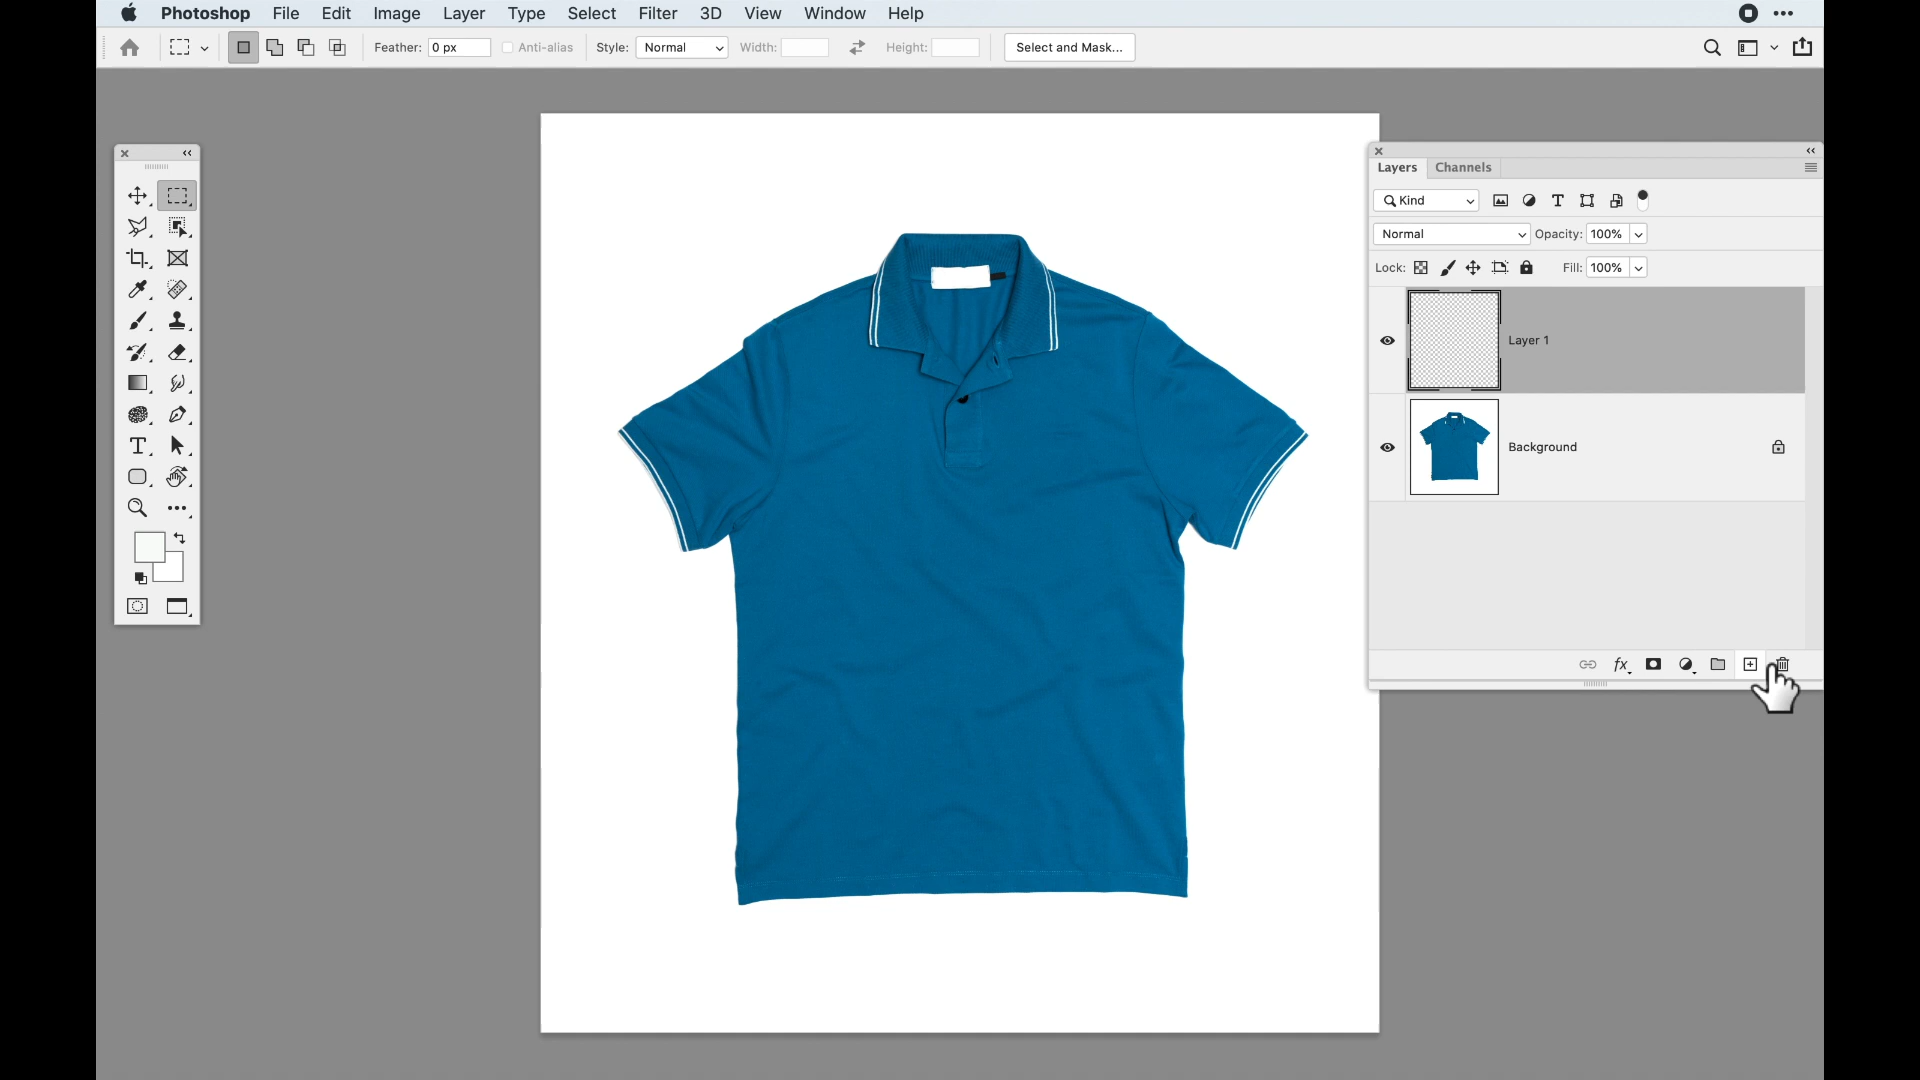 Photoshop File Edit Image Layer Type Select Filter 3D View Window Help
Feather: 0 px Anti-alias Style: Normal Width: Height: Select and Mask...
Layers Channels
Kind
Normal Opacity: 100%
Lock: Fill: 100%
Layer 1
Background